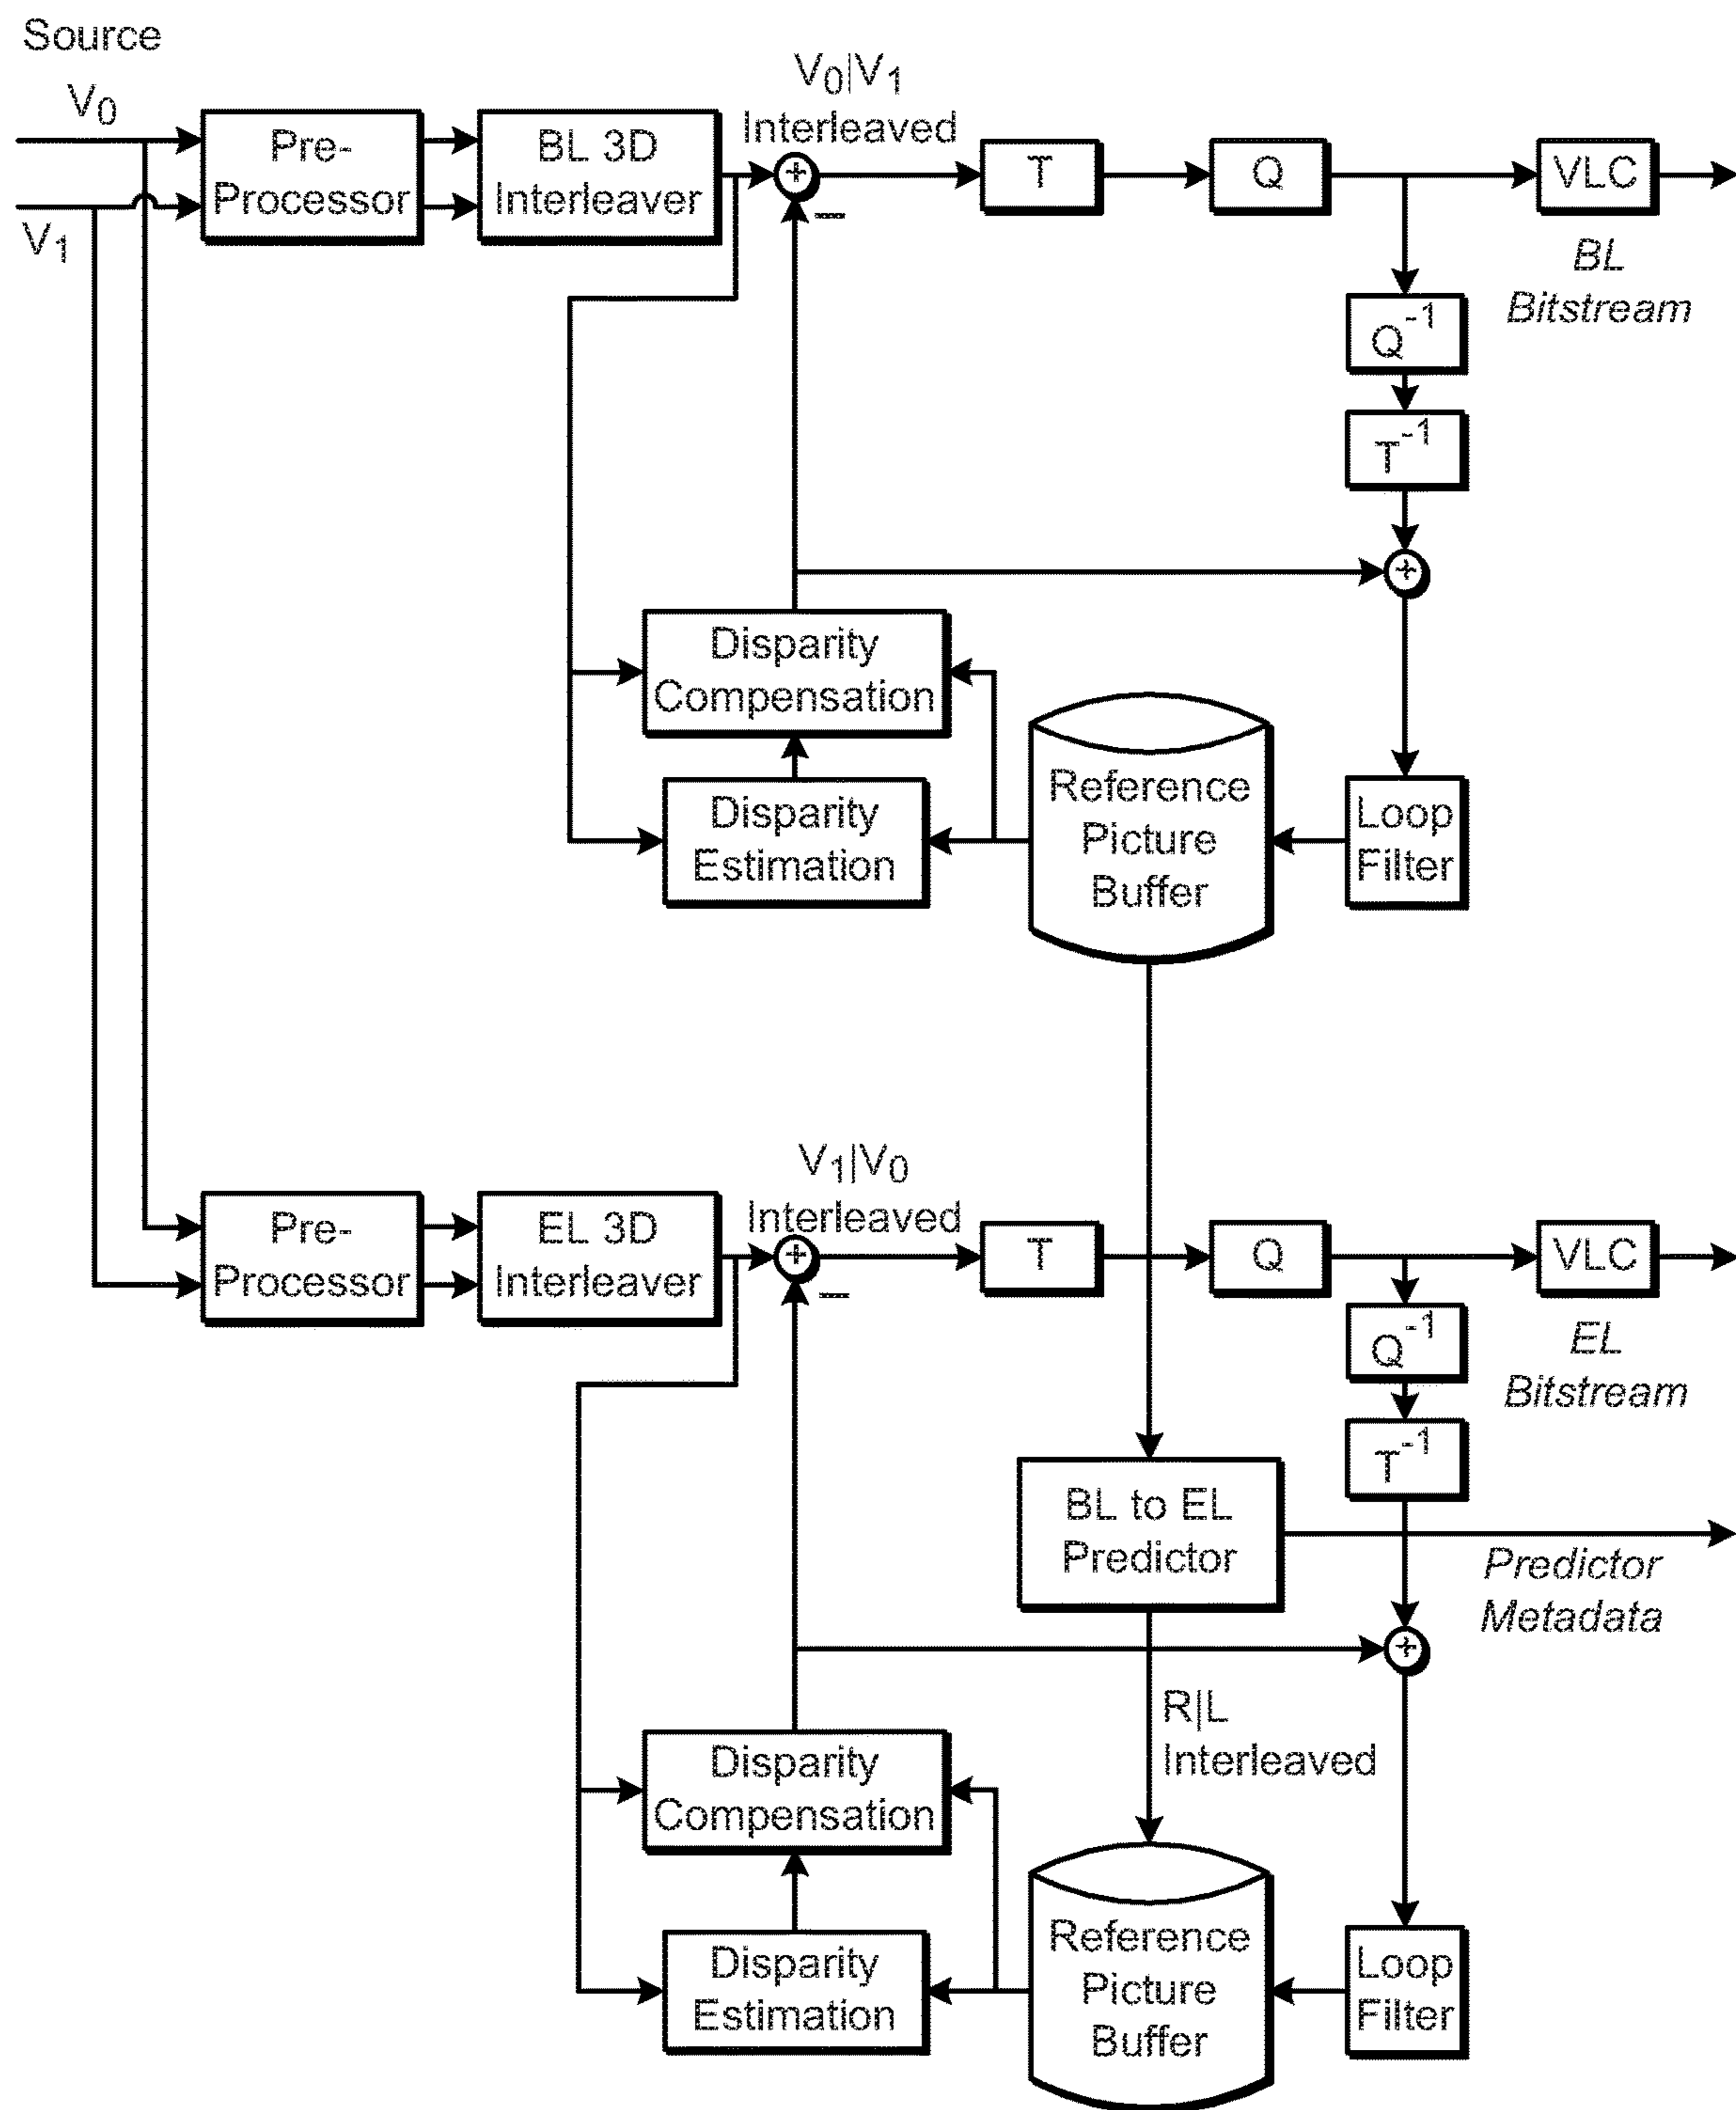 Source
V0
V1
Pre-
Processor
BL 3D
Interleaver
V0|V1
Interleaved
+
T
Q
VLC
BL
Bitstream
Q-1
T-1
+
Disparity
Compensation
Disparity
Estimation
Reference
Picture
Buffer
Loop
Filter
Pre-
Processor
EL 3D
Interleaver
V1|V0
Interleaved
+
T
Q
VLC
EL
Bitstream
Q-1
T-1
BL to EL
Predictor
Predictor
Metadata
+
R|L
Interleaved
Disparity
Compensation
Disparity
Estimation
Reference
Picture
Buffer
Loop
Filter